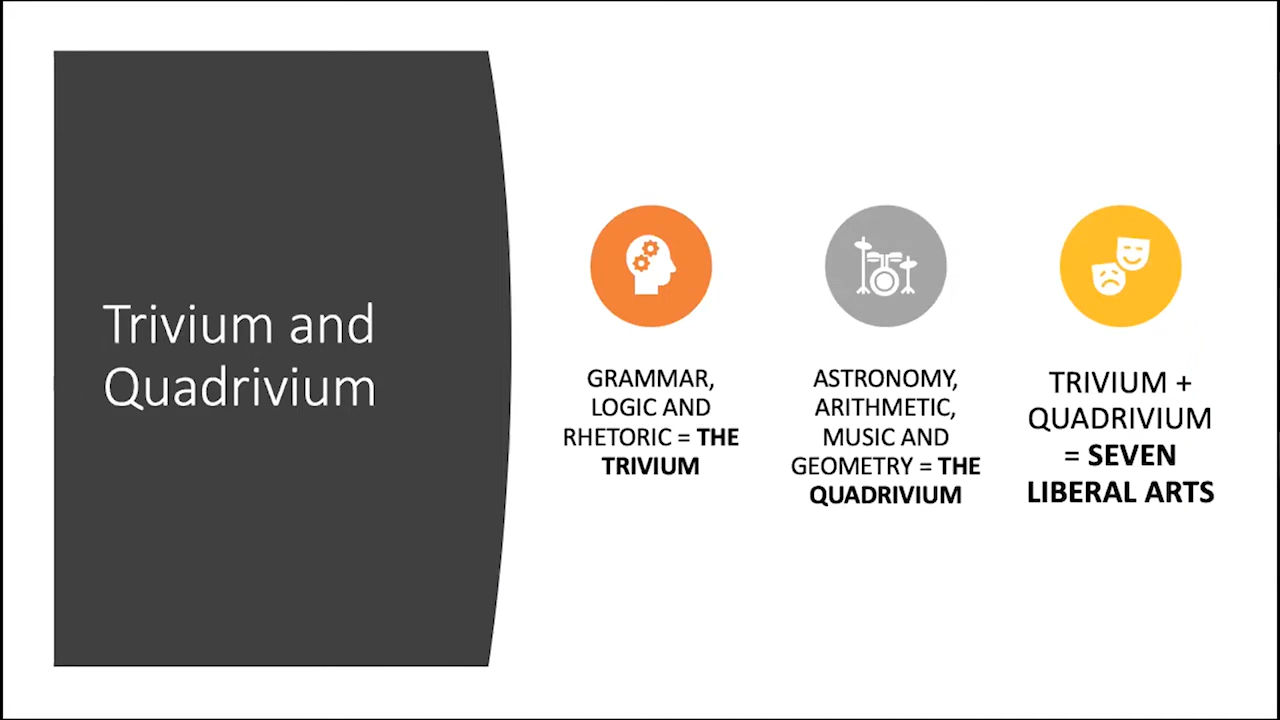 Trivium and
Quadrivium
GRAMMAR,
LOGIC AND
RHETORIC = THE
TRIVIUM
ASTRONOMY,
ARITHMETIC,
MUSIC AND
GEOMETRY = THE
QUADRIVIUM
TRIVIUM +
QUADRIVIUM
= SEVEN
LIBERAL ARTS